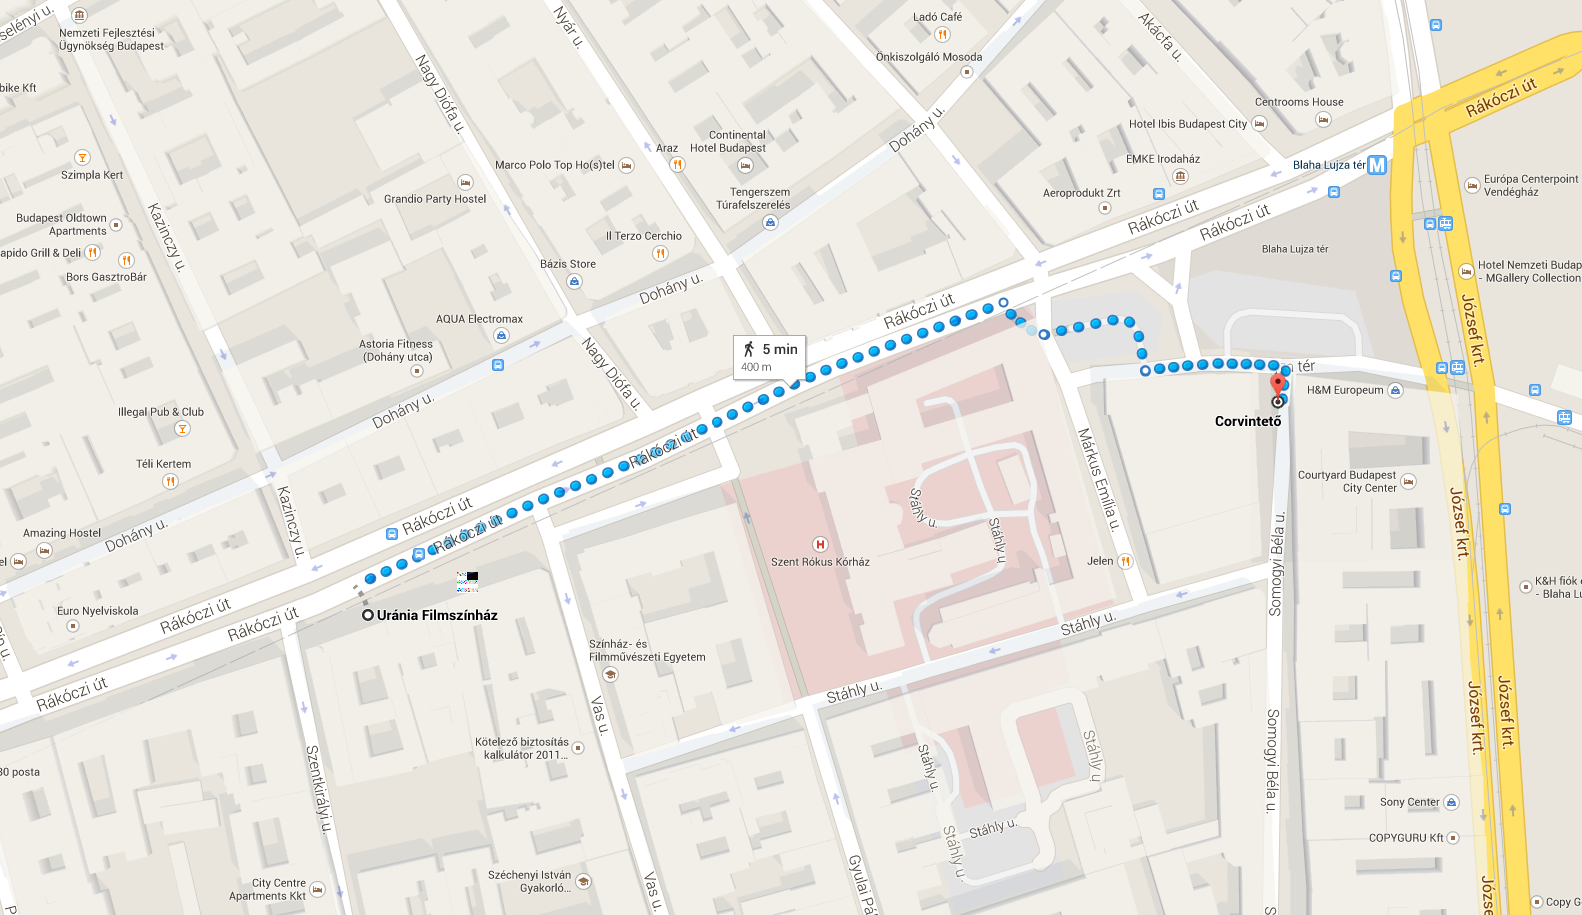 selényi u.
Nemzeti Fejlesztési
Ügynökség Budapest
bike Kft
Nagy Diófa u.
Nyár u.
Ladó Café
Önkiszolgáló Mosoda
Akácfa u.
Rákóczi út
Centrooms House
Hotel Ibis Budapest City
EMKE Irodaház
Blaha Lujza tér
M
Aeroprodukt Zrt
Európa Centerpoint
Vendégház
Dohány u.
Continental
Hotel Budapest
Araz
Marco Polo Top Ho(s)tel
Tengerszem
Túrafelszerelés
Grandio Party Hostel
Simpla Kert
Kazinczy u.
Budapest Oldtown
Apartments
apido Grill & Deli
Bors GasztroBár
Il Terzo Cerchio
Bázis Store
Dohány u.
Rákóczi út
Rákóczi út
Blaha Lujza tér
Hotel Nemzeti Budap
- MGallery Collection
József krt.
AQUA Electromax
Astoria Fitness
(Dohány utca)
Nagy Diófa u.
Rákóczi út
5 min
400 m
tér
H&M Europeum
Corvintető
Illegal Pub & Club
Dohány u.
Téli Kertem
Kazinczy u.
Rákóczi út
Márkus Emília u.
Courtyard Budapest
City Center
József krt.
Amazing Hostel
el
Dohány u.
Rákóczi út
Rákóczi út
Stáhly u.
Stáhly u
H
Szent Rókus Kórház
Jelen
Somogyi Béla u.
K&H fiók é
- Blaha Lu
Euro Nyelviskola
Rákóczi út
Rákóczi út
Uránia Filmszínház
Stáhly u.
Színház- és
Filmművészeti Egyetem
Rákóczi út
Stáhly u.
Vas u.
Szentkirályi u.
Kötelező biztosítás
kalkulátor 2011...
30 posta
Stáhly u.
Stáhly u
Somogyi Béla u.
József krt.
József krt.
Sony Center
COPYGURU Kft
Stáhly u.
Stáhly u.
City Centre
Apartments Kkt
Széchenyi István
Gyakorló...
Vas u.
Gyulai Pá
S
József
Copy G
P